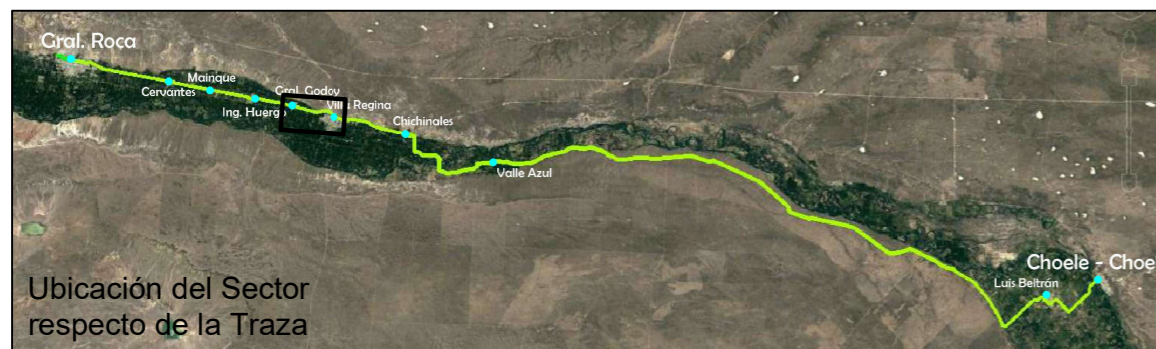 Gral. Roca
Mainque
Cervantes
Gral. Godoy
Ing. Huergo
Villa Regina
Chichinales
Valle Azul
Choele - Choel
Luis Beltrán
Ubicación del Sector
respecto de la Traza